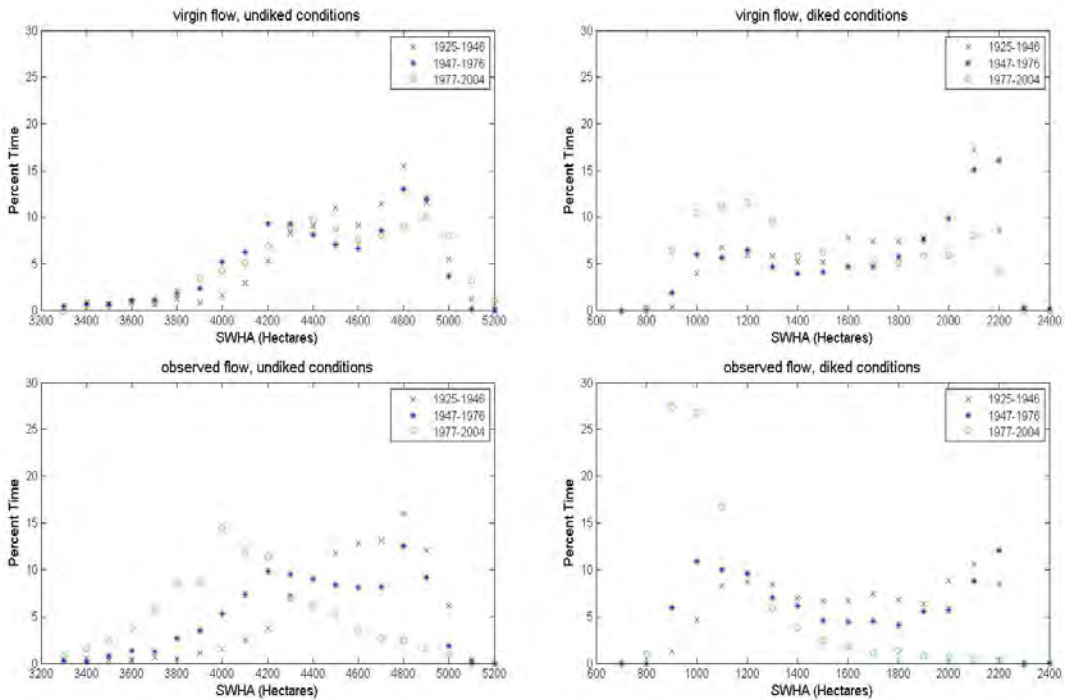 virgin flow, undiked conditions
30
25
20
15
10
5
0
Percent Time
× 1925-1946
* 1947-1976
○ 1977-2004
3200 3400 3600 3800 4000 4200 4400 4600 4800 5000 5200
SWHA (Hectares)
virgin flow, diked conditions
30
25
20
15
10
5
0
Percent Time
× 1925-1946
* 1947-1976
○ 1977-2004
600 800 1000 1200 1400 1600 1800 2000 2200 2400
SWHA (Hectares)
observed flow, undiked conditions
30
25
20
15
10
5
0
Percent Time
× 1925-1946
* 1947-1976
○ 1977-2004
3200 3400 3600 3800 4000 4200 4400 4600 4800 5000 5200
SWHA (Hectares)
observed flow, diked conditions
30
25
20
15
10
5
0
Percent Time
× 1925-1946
* 1947-1976
○ 1977-2004
600 800 1000 1200 1400 1600 1800 2000 2200 2400
SWHA (Hectares)